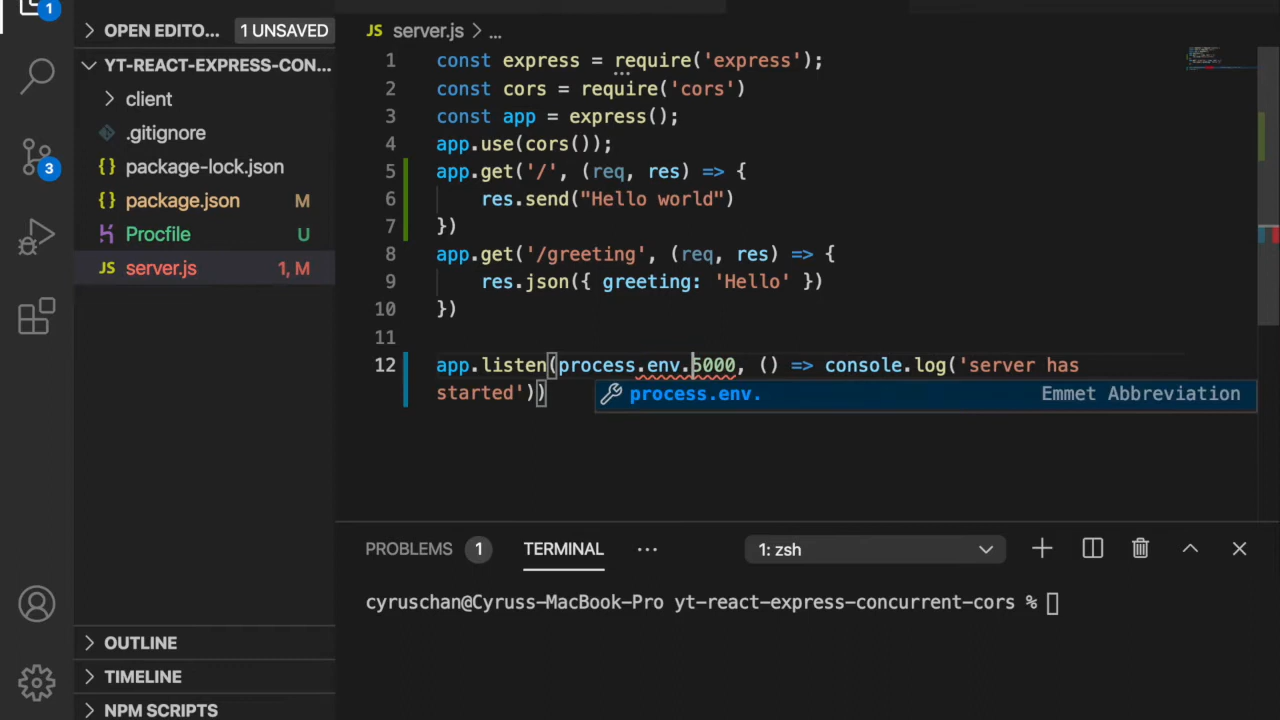 1
OPEN EDITO... 1 UNSAVED
YT-REACT-EXPRESS-CON...
client
.gitignore
{} package-lock.json
{} package.json M
Procfile U
JS server.js 1, M
3
OUTLINE
TIMELINE
NPM SCRIPTS
JS server.js > ...
1 const express = require('express');
2 const cors = require('cors')
3 const app = express();
4 app.use(cors());
5 app.get('/', (req, res) => {
6 res.send("Hello world")
7 })
8 app.get('/greeting', (req, res) => {
9 res.json({ greeting: 'Hello' })
10 })
11
12 app.listen(process.env.5000, () => console.log('server has
started'))
process.env. Emmet Abbreviation
PROBLEMS 1 TERMINAL ... 1: zsh
cyruschan@Cyruss-MacBook-Pro yt-react-express-concurrent-cors %